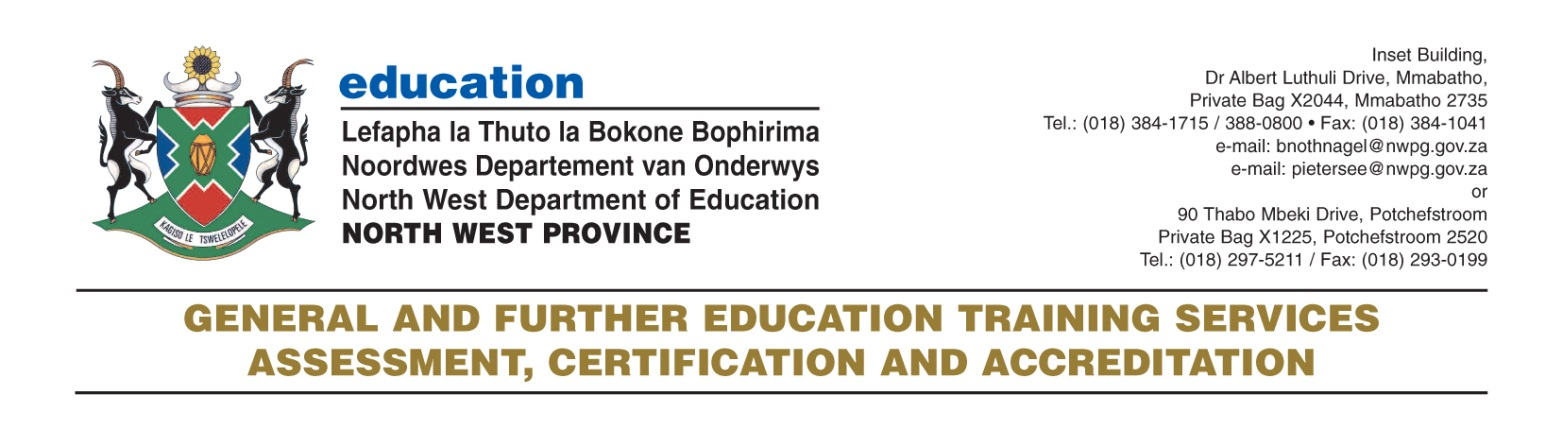 education
Lefapha la Thuto la Bokone Bophirima
Noordwes Departement van Onderwys
North West Department of Education
NORTH WEST PROVINCE
KAGISO LE TSWELELOPELE
Inset Building,
Dr Albert Luthuli Drive, Mmabatho,
Private Bag X2044, Mmabatho 2735
Tel.: (018) 384-1715 / 388-0800 • Fax: (018) 384-1041
e-mail: bnothnagel@nwpg.gov.za
e-mail: pietersee@nwpg.gov.za
or
90 Thabo Mbeki Drive, Potchefstroom
Private Bag X1225, Potchefstroom 2520
Tel.: (018) 297-5211 / Fax: (018) 293-0199
GENERAL AND FURTHER EDUCATION TRAINING SERVICES
ASSESSMENT, CERTIFICATION AND ACCREDITATION